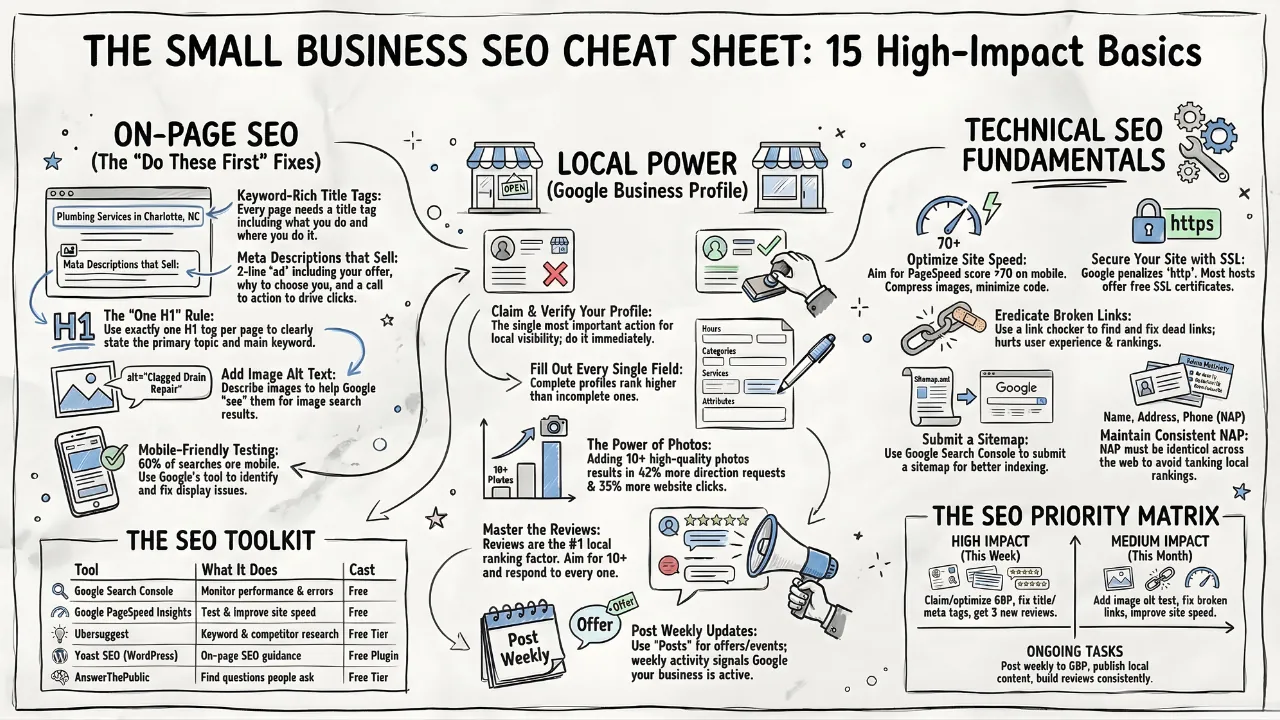 THE SMALL BUSINESS SEO CHEAT SHEET: 15 High-Impact Basics
ON-PAGE SEO
(The "Do These First" Fixes)
Plumbing Services in Charlotte, NC
Meta Descriptions that Sell:
Keyword-Rich Title Tags:
Every page needs a title tag
including what you do and
where you do it.
Meta Descriptions that Sell:
2-line "ad" including your offer,
why to choose you, and a call
to action to drive clicks.
H1
The "One H1" Rule:
Use exactly one H1 tog per page to clearly
state the primary topic and main keyword.
alt="Clagged Drain
Repair"
Add Image Alt Text:
Describe images to help Google
"see" them for image search
results.
Mobile-Friendly Testing:
60% of searches ore mobile.
Use Google's tool to identify
and fix display issues.
THE SEO TOOLKIT
Tool What It Does Cast
Google Search Console Monitor performance & errors Free
Google PageSpeed Insights Test & Improve site speed Free
Ubersuggest Keyword & competitor research Free Tier
Yoast SEO (WordPress) On-page SEO guidance Free Plugin
AnswerThePublic Find questions people ask Free Tier
LOCAL POWER
(Google Business Profile)
OPEN
Claim & Verify Your Profile:
The single most important action for
local visibility; do it immediately.
Fill Out Every Single Field:
Complete profiles rank higher
than incomplete ones.
Hours
Categories
Services
Attributes
10+
Plotes
The Power of Photos:
Adding 10+ high-quality photos
results in 42% more direction requests
& 35% more website clicks.
Master the Reviews:
Reviews are the #1 local
ranking factor. Aim for 10+
and respond to every one.
Post
Weekly
Offer
Offer
Post Weekly Updates:
Use "Posts" for offers/events;
weekly activity signals Google
your business is active.
TECHNICAL SEO
FUNDAMENTALS
70+
Optimize Site Speed:
Aim for PageSpeed score >70 on mobile.
Compress images, minimize code.
https
Secure Your Site with SSL:
Google penalizes 'http'. Most hosts
offer free SSL certificates.
Eredicate Broken Links:
Use a link chocker to find and fix dead links;
hurts user experience & rankings.
Sitemap.aml
Google
Submit a Sitemap:
Use Google Search Console to submit
a sitemap for better indexing.
Name, Address, Phone (NAP)
Maintain Consistent NAP:
NAP must be identicol across
the web to avoid tanking local
rankings.
THE SEO PRIORITY MATRIX
HIGH IMPACT
(This Week)
Claim/optimize 6BP, fix title/
meta tags, get 3 new reviews.
MEDIUM IMPACT
(This Month)
Add image olt test, fix browen
links, improve site speed.
ONGOING TASKS
Post weekly to GBP, publish local
content, build reviews consistently.